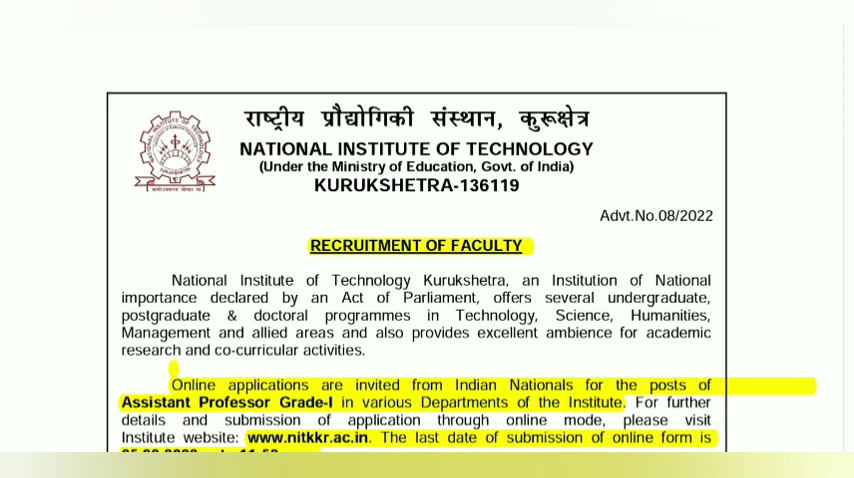 राष्ट्रीय प्रौद्योगिकी संस्थान, कुरूक्षेत्र
NATIONAL INSTITUTE OF TECHNOLOGY
(Under the Ministry of Education, Govt. of India)
KURUKSHETRA-136119
Advt.No.08/2022
RECRUITMENT OF FACULTY
National Institute of Technology Kurukshetra, an Institution of National
importance declared by an Act of Parliament, offers several undergraduate,
postgraduate & doctoral programmes in Technology, Science, Humanities,
Management and allied areas and also provides excellent ambience for academic
research and co-curricular activities.
Online applications are invited from Indian Nationals for the posts of
Assistant Professor Grade-I in various Departments of the Institute. For further
details and submission of application through online mode, please visit
Institute website: www.nitkkr.ac.in. The last date of submission of online form is